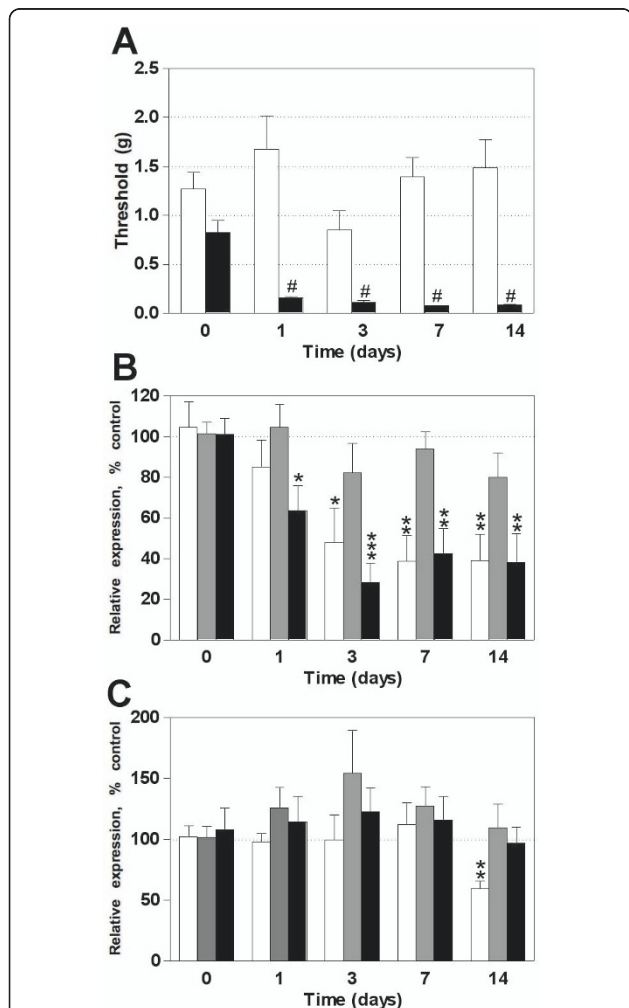 A
Threshold (g)
2.5
2.0
1.5
1.0
0.5
0.0
# # # #
0 1 3 7 14
Time (days)
B
Relative expression, % control
120
100
80
60
40
20
0
* * *** ** ** ** **
0 1 3 7 14
Time (days)
C
Relative expression, % control
200
150
100
50
0
**
0 1 3 7 14
Time (days)